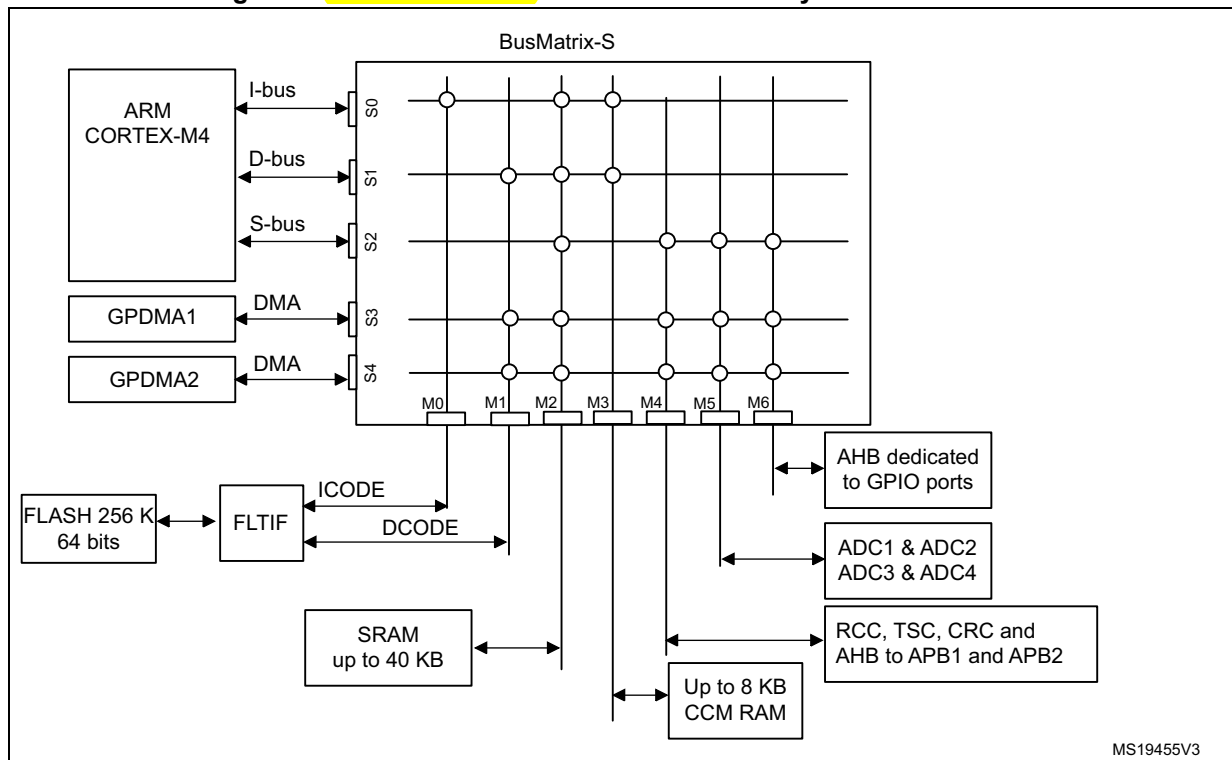 BusMatrix-S
ARM
CORTEX-M4
I-bus
D-bus
S-bus
GPDMA1
DMA
GPDMA2
DMA
S0
S1
S2
S3
S4
M0
M1
M2
M3
M4
M5
M6
AHB dedicated
to GPIO ports
ICODE
FLASH 256 K
64 bits
FLTIF
DCODE
ADC1 & ADC2
ADC3 & ADC4
SRAM
up to 40 KB
RCC, TSC, CRC and
AHB to APB1 and APB2
Up to 8 KB
CCM RAM
MS19455V3